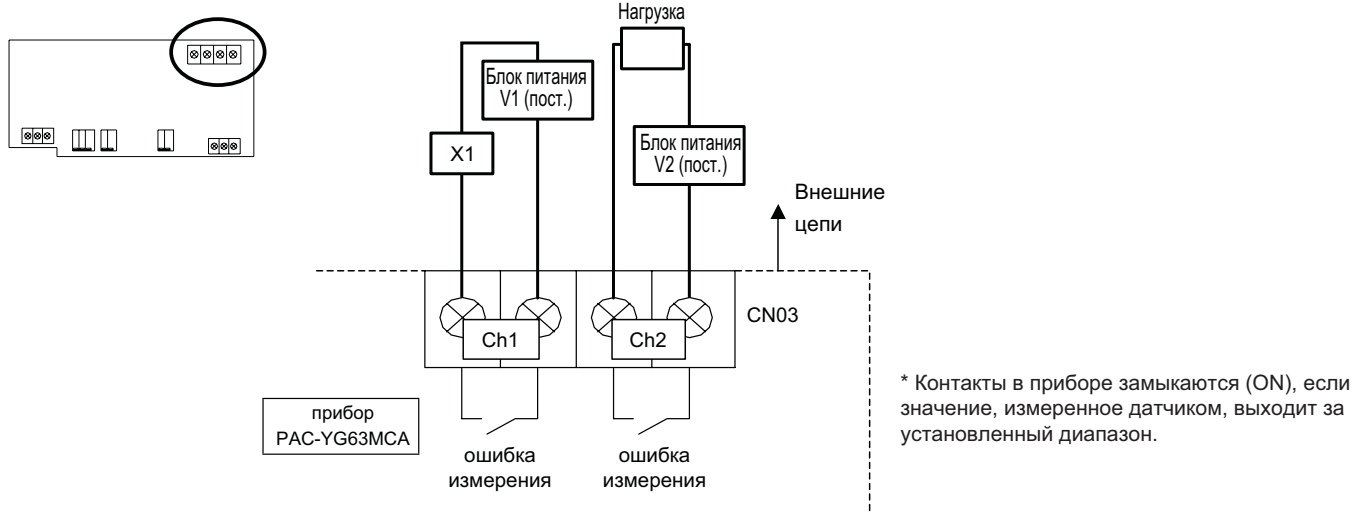 Нагрузка
Блок питания
V1 (пост.)
X1
Блок питания
V2 (пост.)
Внешние
цепи
CN03
Ch1
Ch2
прибор
PAC-YG63MCA
ошибка
измерения
ошибка
измерения
* Контакты в приборе замыкаются (ON), если
значение, измеренное датчиком, выходит за
установленный диапазон.